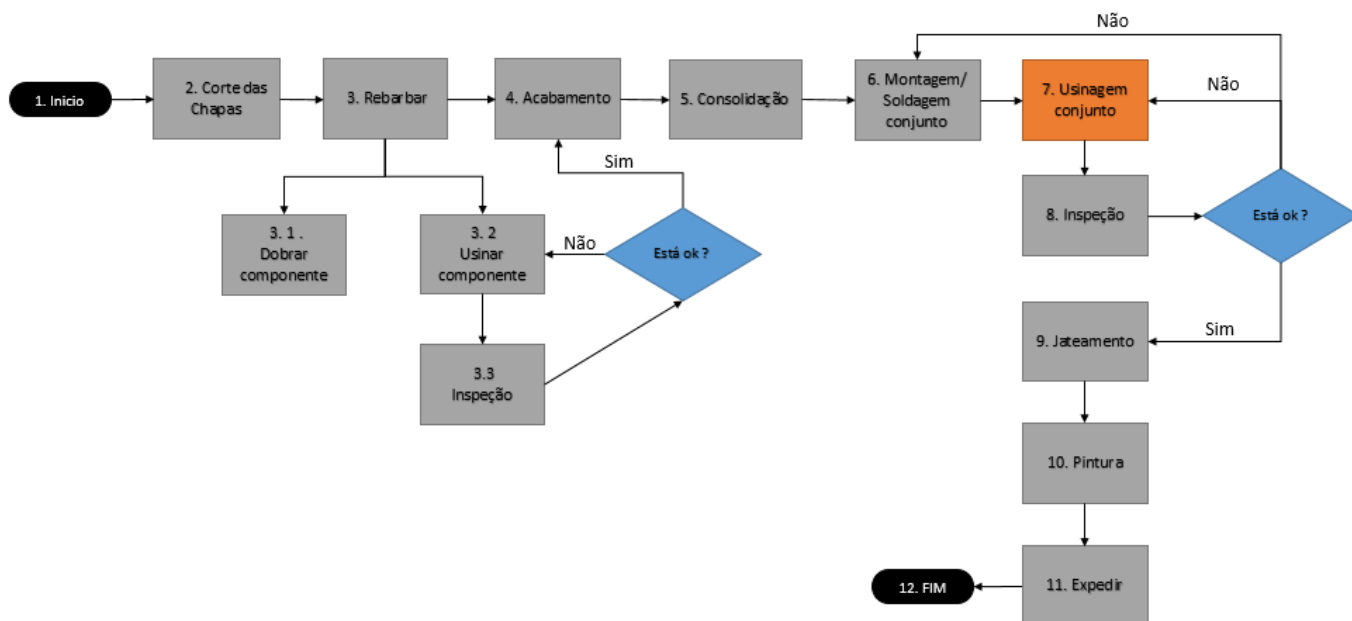 Não
1. Inicio
2. Corte das
Chapas
3. Rebarbar
4. Acabamento
5. Consolidação
6. Montagem/
Soldagem
conjunto
7. Usinagem
conjunto
Não
Sim
8. Inspeção
Está ok ?
3. 1 .
Dobrar
componente
3. 2
Usinar
componente
Não
Está ok ?
3.3
Inspeção
9. Jateamento
Sim
10. Pintura
11. Expedir
12. FIM